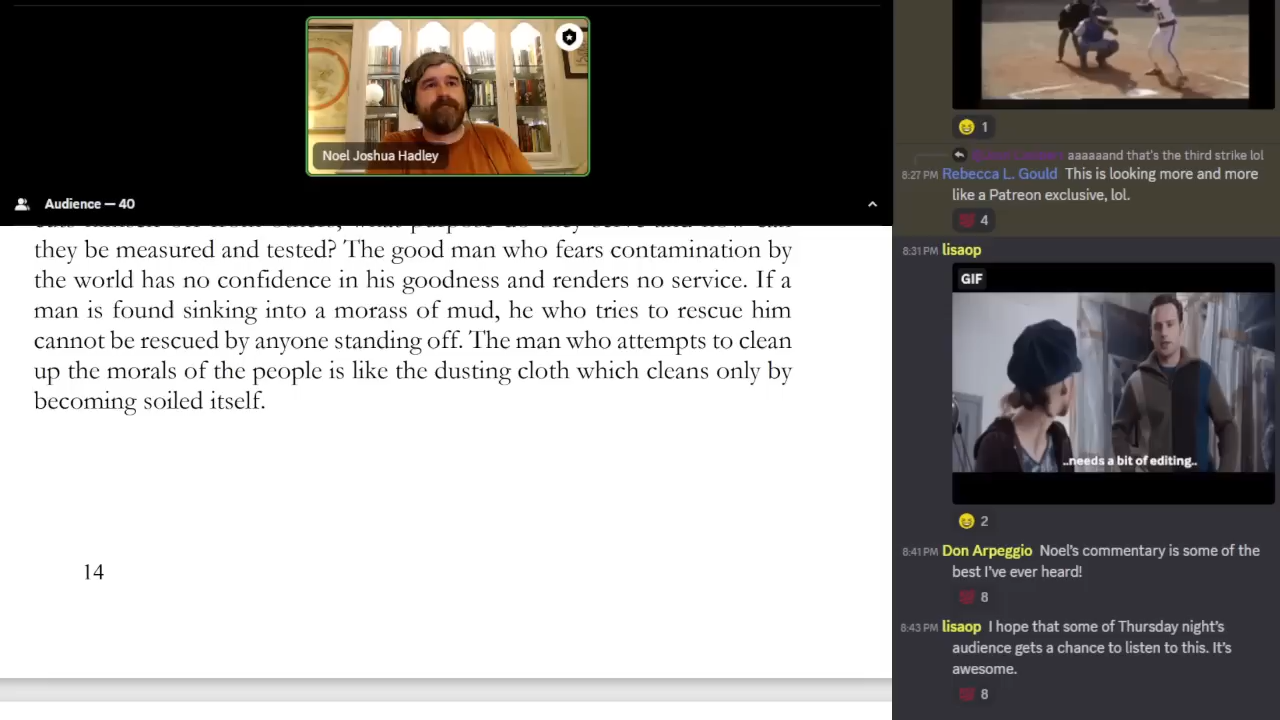 Noel Joshua Hadley
Audience — 40
they be measured and tested? The good man who fears contamination by
the world has no confidence in his goodness and renders no service. If a
man is found sinking into a morass of mud, he who tries to rescue him
cannot be rescued by anyone standing off. The man who attempts to clean
up the morals of the people is like the dusting cloth which cleans only by
becoming soiled itself.
14
1
aaaaand that's the third strike lol
8:27 PM Rebecca L. Gould This is looking more and more
like a Patreon exclusive, lol.
4
8:31 PM lisaop
GIF
..needs a bit of editing..
2
8:41 PM Don Arpeggio Noel's commentary is some of the
best I've ever heard!
8
8:43 PM lisaop I hope that some of Thursday night's
audience gets a chance to listen to this. It's
awesome.
8